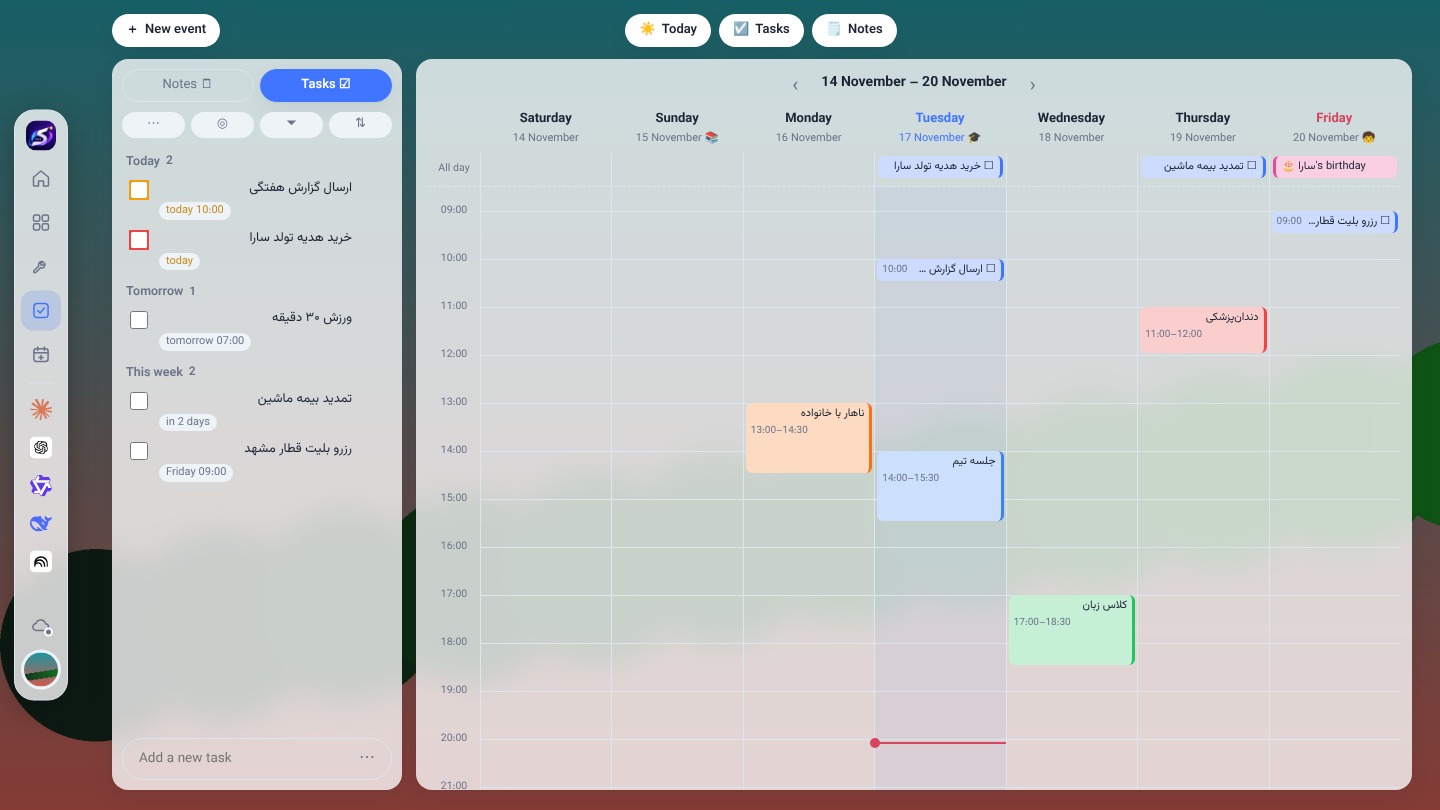 + New event
Today
Tasks
Notes
Notes
Tasks
Today 2
ارسال گزارش هفتگی
today 10:00
خرید هدیه تولد سارا
today
Tomorrow 1
ورزش ۳۰ دقیقه
tomorrow 07:00
This week 2
تمدید بیمه ماشین
in 2 days
رزرو بلیت قطار مشهد
Friday 09:00
Add a new task
14 November – 20 November
Saturday
14 November
Sunday
15 November
Monday
16 November
Tuesday
17 November
Wednesday
18 November
Thursday
19 November
Friday
20 November
All day
خرید هدیه تولد سارا
تمدید بیمه ماشین
سارا's birthday
09:00
رزرو بلیت قطار...
09:00
10:00
ارسال گزارش ...
10:00
11:00
دندان‌پزشکی
11:00–12:00
12:00
13:00
ناهار با خانواده
13:00–14:30
14:00
جلسه تیم
14:00–15:30
15:00
16:00
17:00
کلاس زبان
17:00–18:30
18:00
19:00
20:00
21:00